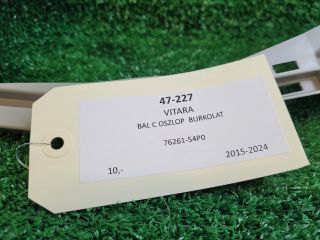 47-227
VITARA
BAL C OSZLOP BURKOLAT
76261-54P0
10,- 2015-2024